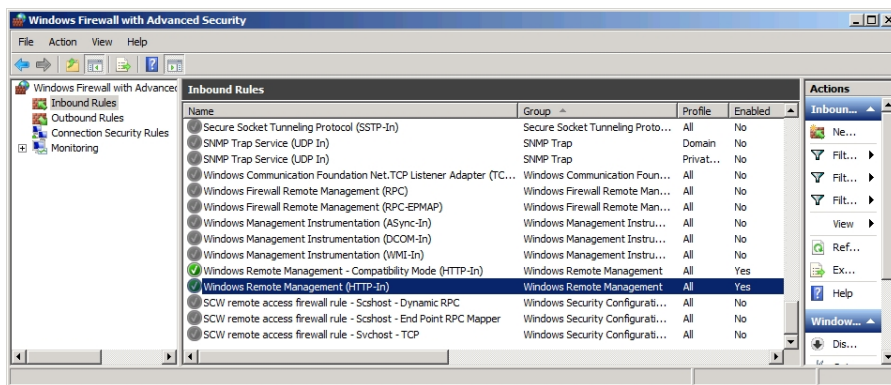 Windows Firewall with Advanced Security
File Action View Help
Windows Firewall with Advanced
Inbound Rules
Outbound Rules
Connection Security Rules
Monitoring
Inbound Rules
Name Group Profile Enabled
Secure Socket Tunneling Protocol (SSTP-In) Secure Socket Tunneling Proto... All No
SNMP Trap Service (UDP In) SNMP Trap Domain No
SNMP Trap Service (UDP In) SNMP Trap Privat... No
Windows Communication Foundation Net.TCP Listener Adapter (TC... Windows Communication Foun... All No
Windows Firewall Remote Management (RPC) Windows Firewall Remote Man... All No
Windows Firewall Remote Management (RPC-EPMAP) Windows Firewall Remote Man... All No
Windows Management Instrumentation (ASync-In) Windows Management Instru... All No
Windows Management Instrumentation (DCOM-In) Windows Management Instru... All No
Windows Management Instrumentation (WMI-In) Windows Management Instru... All No
Windows Remote Management - Compatibility Mode (HTTP-In) Windows Remote Management All Yes
Windows Remote Management (HTTP-In) Windows Remote Management All Yes
SCW remote access firewall rule - Scshost - Dynamic RPC Windows Security Configurati... All No
SCW remote access firewall rule - Scshost - End Point RPC Mapper Windows Security Configurati... All No
SCW remote access firewall rule - Svchost - TCP Windows Security Configurati... All No
Actions
Inboun...
Ne...
Filt...
Filt...
Filt...
View
Ref...
Ex...
Help
Window...
Dis...